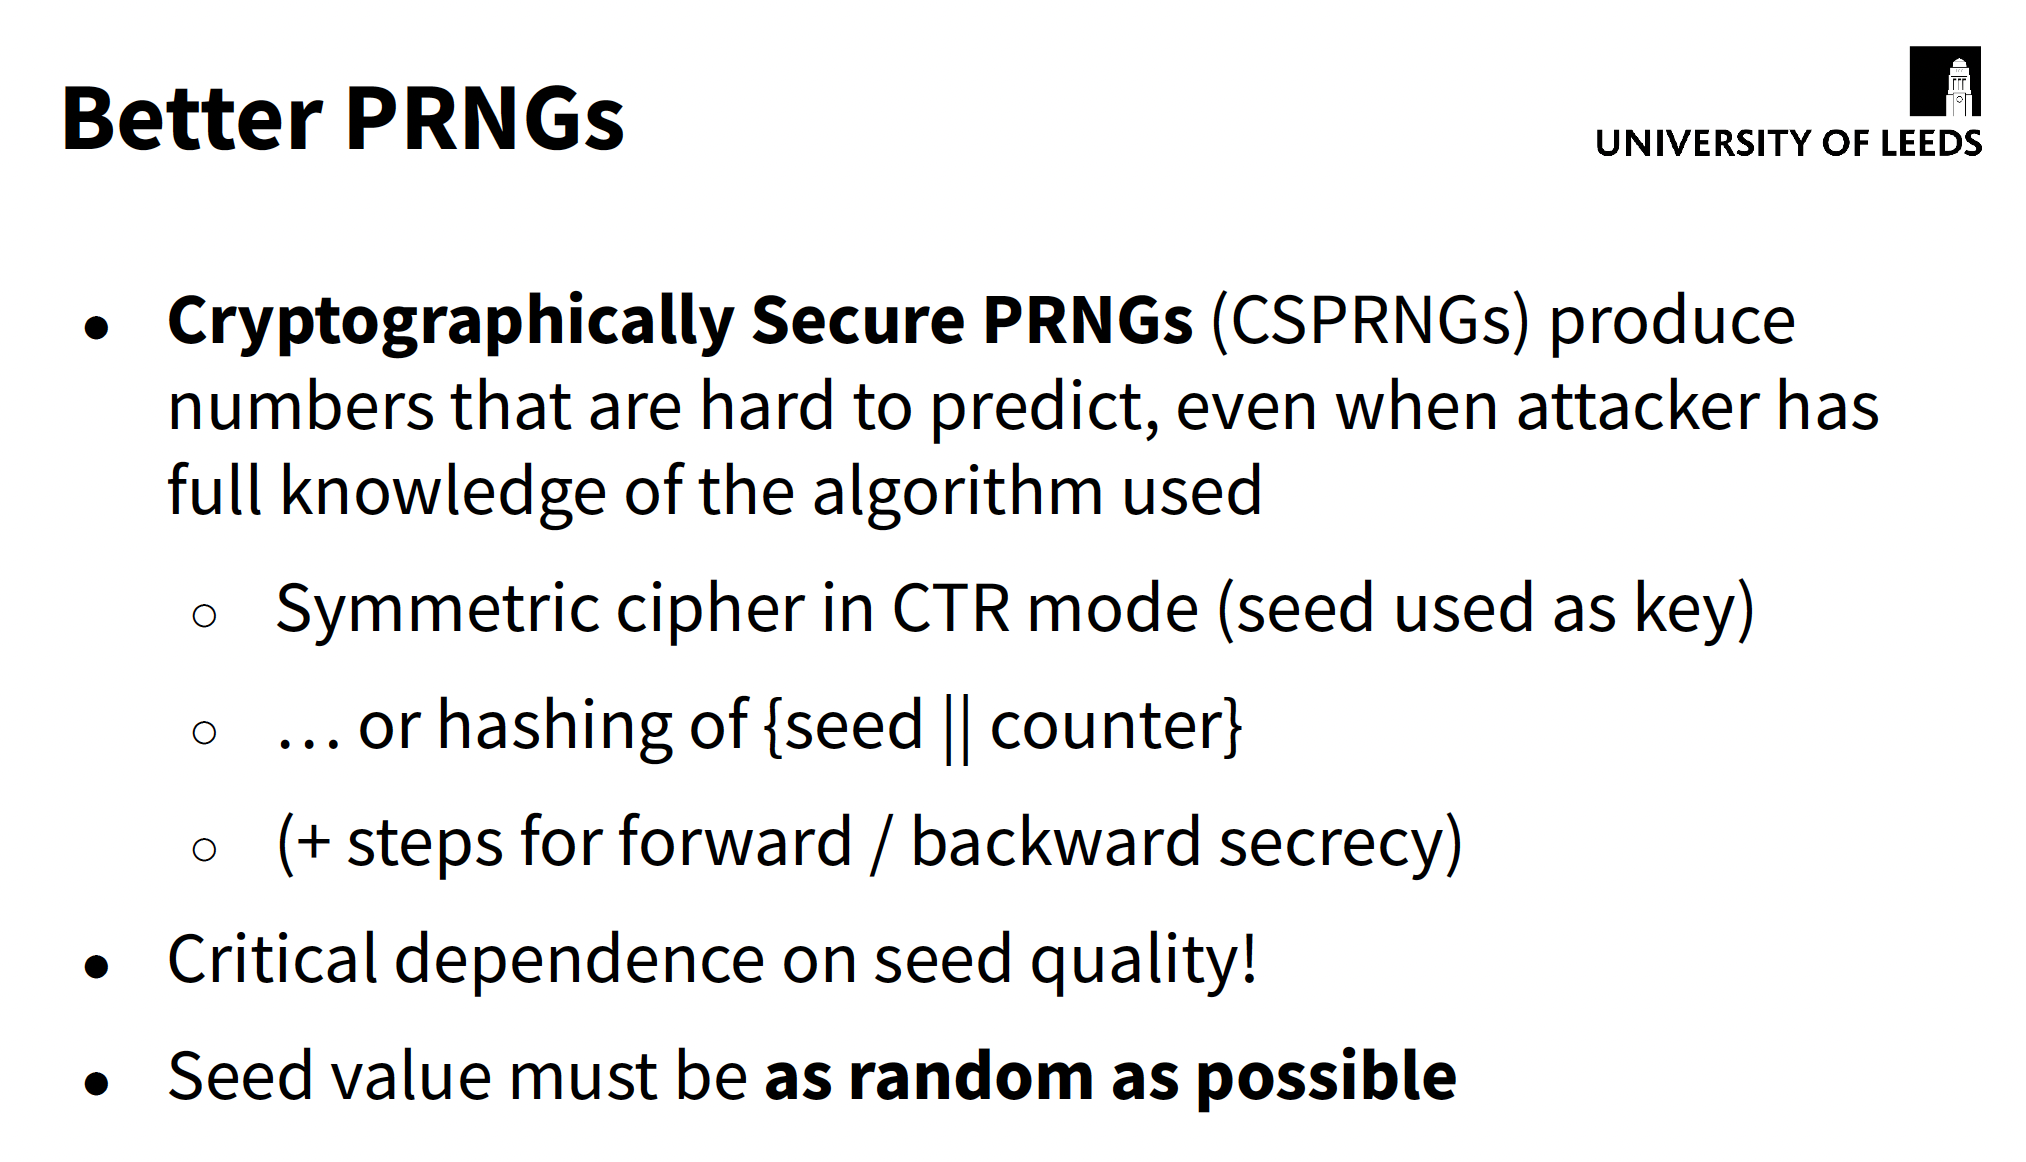 Better PRNGs
UNIVERSITY OF LEEDS
● Cryptographically Secure PRNGs (CSPRNGs) produce
numbers that are hard to predict, even when attacker has
full knowledge of the algorithm used
○ Symmetric cipher in CTR mode (seed used as key)
○ … or hashing of {seed || counter}
○ (+ steps for forward / backward secrecy)
● Critical dependence on seed quality!
● Seed value must be as random as possible